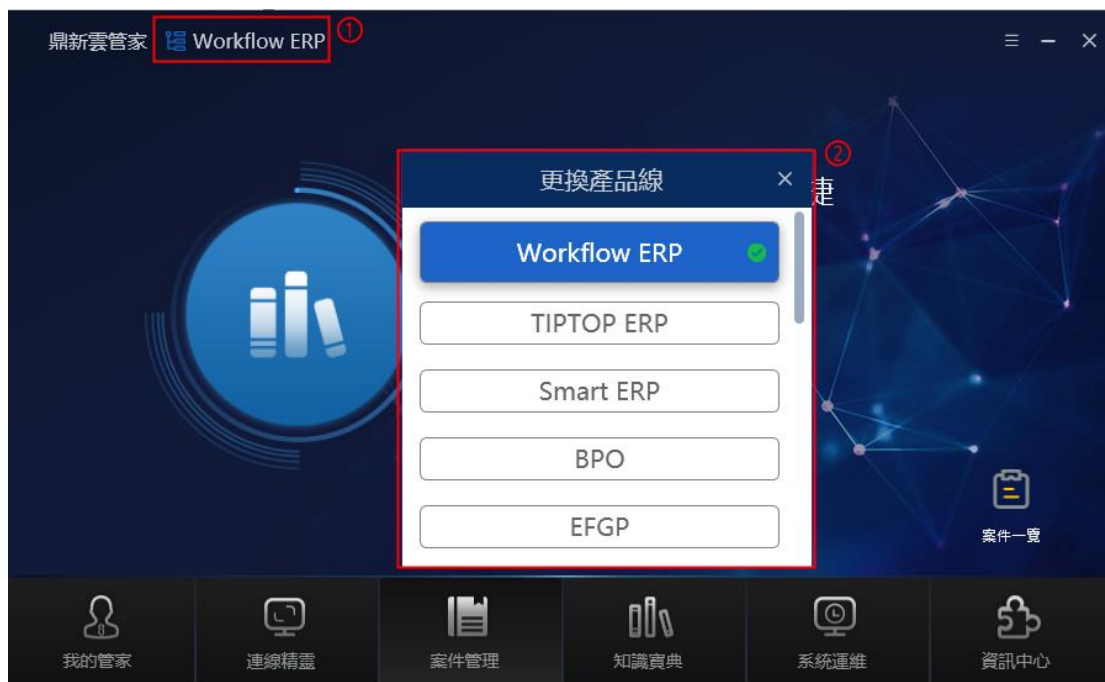 鼎新雲管家 Workflow ERP ①
②
更換產品線
捷
Workflow ERP
TIPTOP ERP
Smart ERP
BPO
EFGP
案件一覽
我的管家 連線精靈 案件管理 知識寶典 系統運維 資訊中心